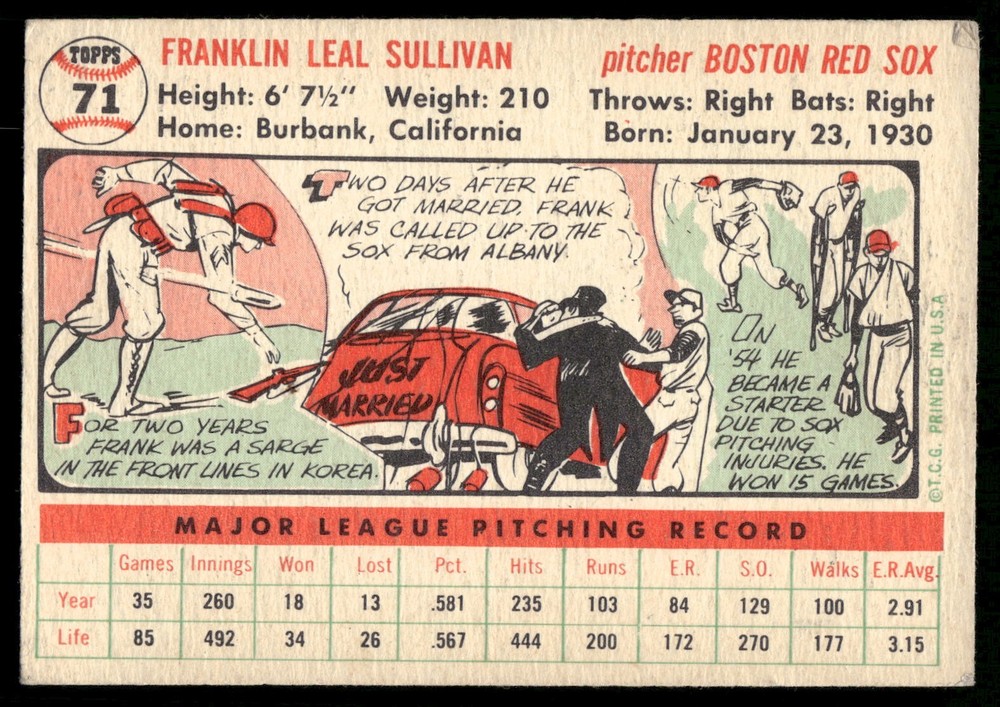 TOPPS
71
FRANKLIN LEAL SULLIVAN
pitcher BOSTON RED SOX
Height: 6' 7½" Weight: 210
Throws: Right Bats: Right
Home: Burbank, California
Born: January 23, 1930
FOR TWO YEARS
FRANK WAS A SARGE
IN THE FRONT LINES IN KOREA.
TWO DAYS AFTER HE
GOT MARRIED, FRANK
WAS CALLED UP TO THE
SOX FROM ALBANY.
JUST
MARRIED
IN
'54 HE
BECAME A
STARTER
DUE TO SOX
PITCHING
INJURIES. HE
WON 15 GAMES.
©T.C.G. PRINTED IN U.S.A
MAJOR LEAGUE PITCHING RECORD
Games Innings Won Lost Pct. Hits Runs E.R. S.O. Walks E.R.Avg.
Year 35 260 18 13 .581 235 103 84 129 100 2.91
Life 85 492 34 26 .567 444 200 172 270 177 3.15